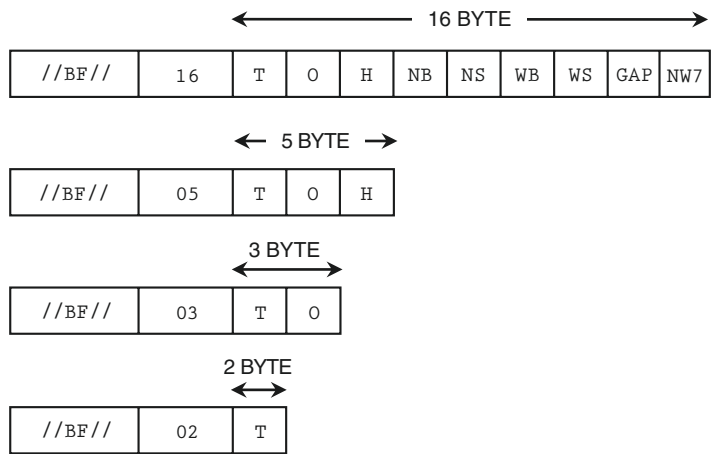 16 BYTE
//BF// 16 T O H NB NS WB WS GAP NW7
5 BYTE
//BF// 05 T O H
3 BYTE
//BF// 03 T O
2 BYTE
//BF// 02 T